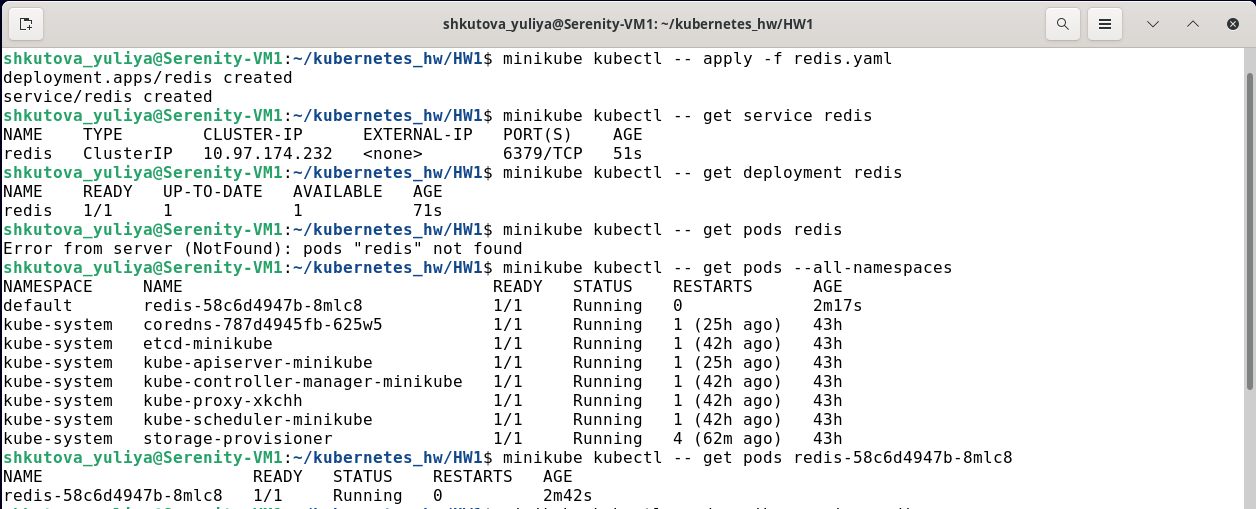 shkutova_yuliya@Serenity-VM1: ~/kubernetes_hw/HW1
shkutova_yuliya@Serenity-VM1:~/kubernetes_hw/HW1$ minikube kubectl -- apply -f redis.yaml
deployment.apps/redis created
service/redis created
shkutova_yuliya@Serenity-VM1:~/kubernetes_hw/HW1$ minikube kubectl -- get service redis
NAME    TYPE        CLUSTER-IP      EXTERNAL-IP   PORT(S)    AGE
redis   ClusterIP   10.97.174.232   <none>        6379/TCP   51s
shkutova_yuliya@Serenity-VM1:~/kubernetes_hw/HW1$ minikube kubectl -- get deployment redis
NAME    READY   UP-TO-DATE   AVAILABLE   AGE
redis   1/1     1            1           71s
shkutova_yuliya@Serenity-VM1:~/kubernetes_hw/HW1$ minikube kubectl -- get pods redis
Error from server (NotFound): pods "redis" not found
shkutova_yuliya@Serenity-VM1:~/kubernetes_hw/HW1$ minikube kubectl -- get pods --all-namespaces
NAMESPACE     NAME                               READY   STATUS    RESTARTS      AGE
default       redis-58c6d4947b-8mlc8             1/1     Running   0             2m17s
kube-system   coredns-787d4945fb-625w5           1/1     Running   1 (25h ago)   43h
kube-system   etcd-minikube                      1/1     Running   1 (42h ago)   43h
kube-system   kube-apiserver-minikube            1/1     Running   1 (25h ago)   43h
kube-system   kube-controller-manager-minikube   1/1     Running   1 (42h ago)   43h
kube-system   kube-proxy-xkchh                   1/1     Running   1 (42h ago)   43h
kube-system   kube-scheduler-minikube            1/1     Running   1 (42h ago)   43h
kube-system   storage-provisioner                1/1     Running   4 (62m ago)   43h
shkutova_yuliya@Serenity-VM1:~/kubernetes_hw/HW1$ minikube kubectl -- get pods redis-58c6d4947b-8mlc8
NAME                     READY   STATUS    RESTARTS   AGE
redis-58c6d4947b-8mlc8   1/1     Running   0          2m42s